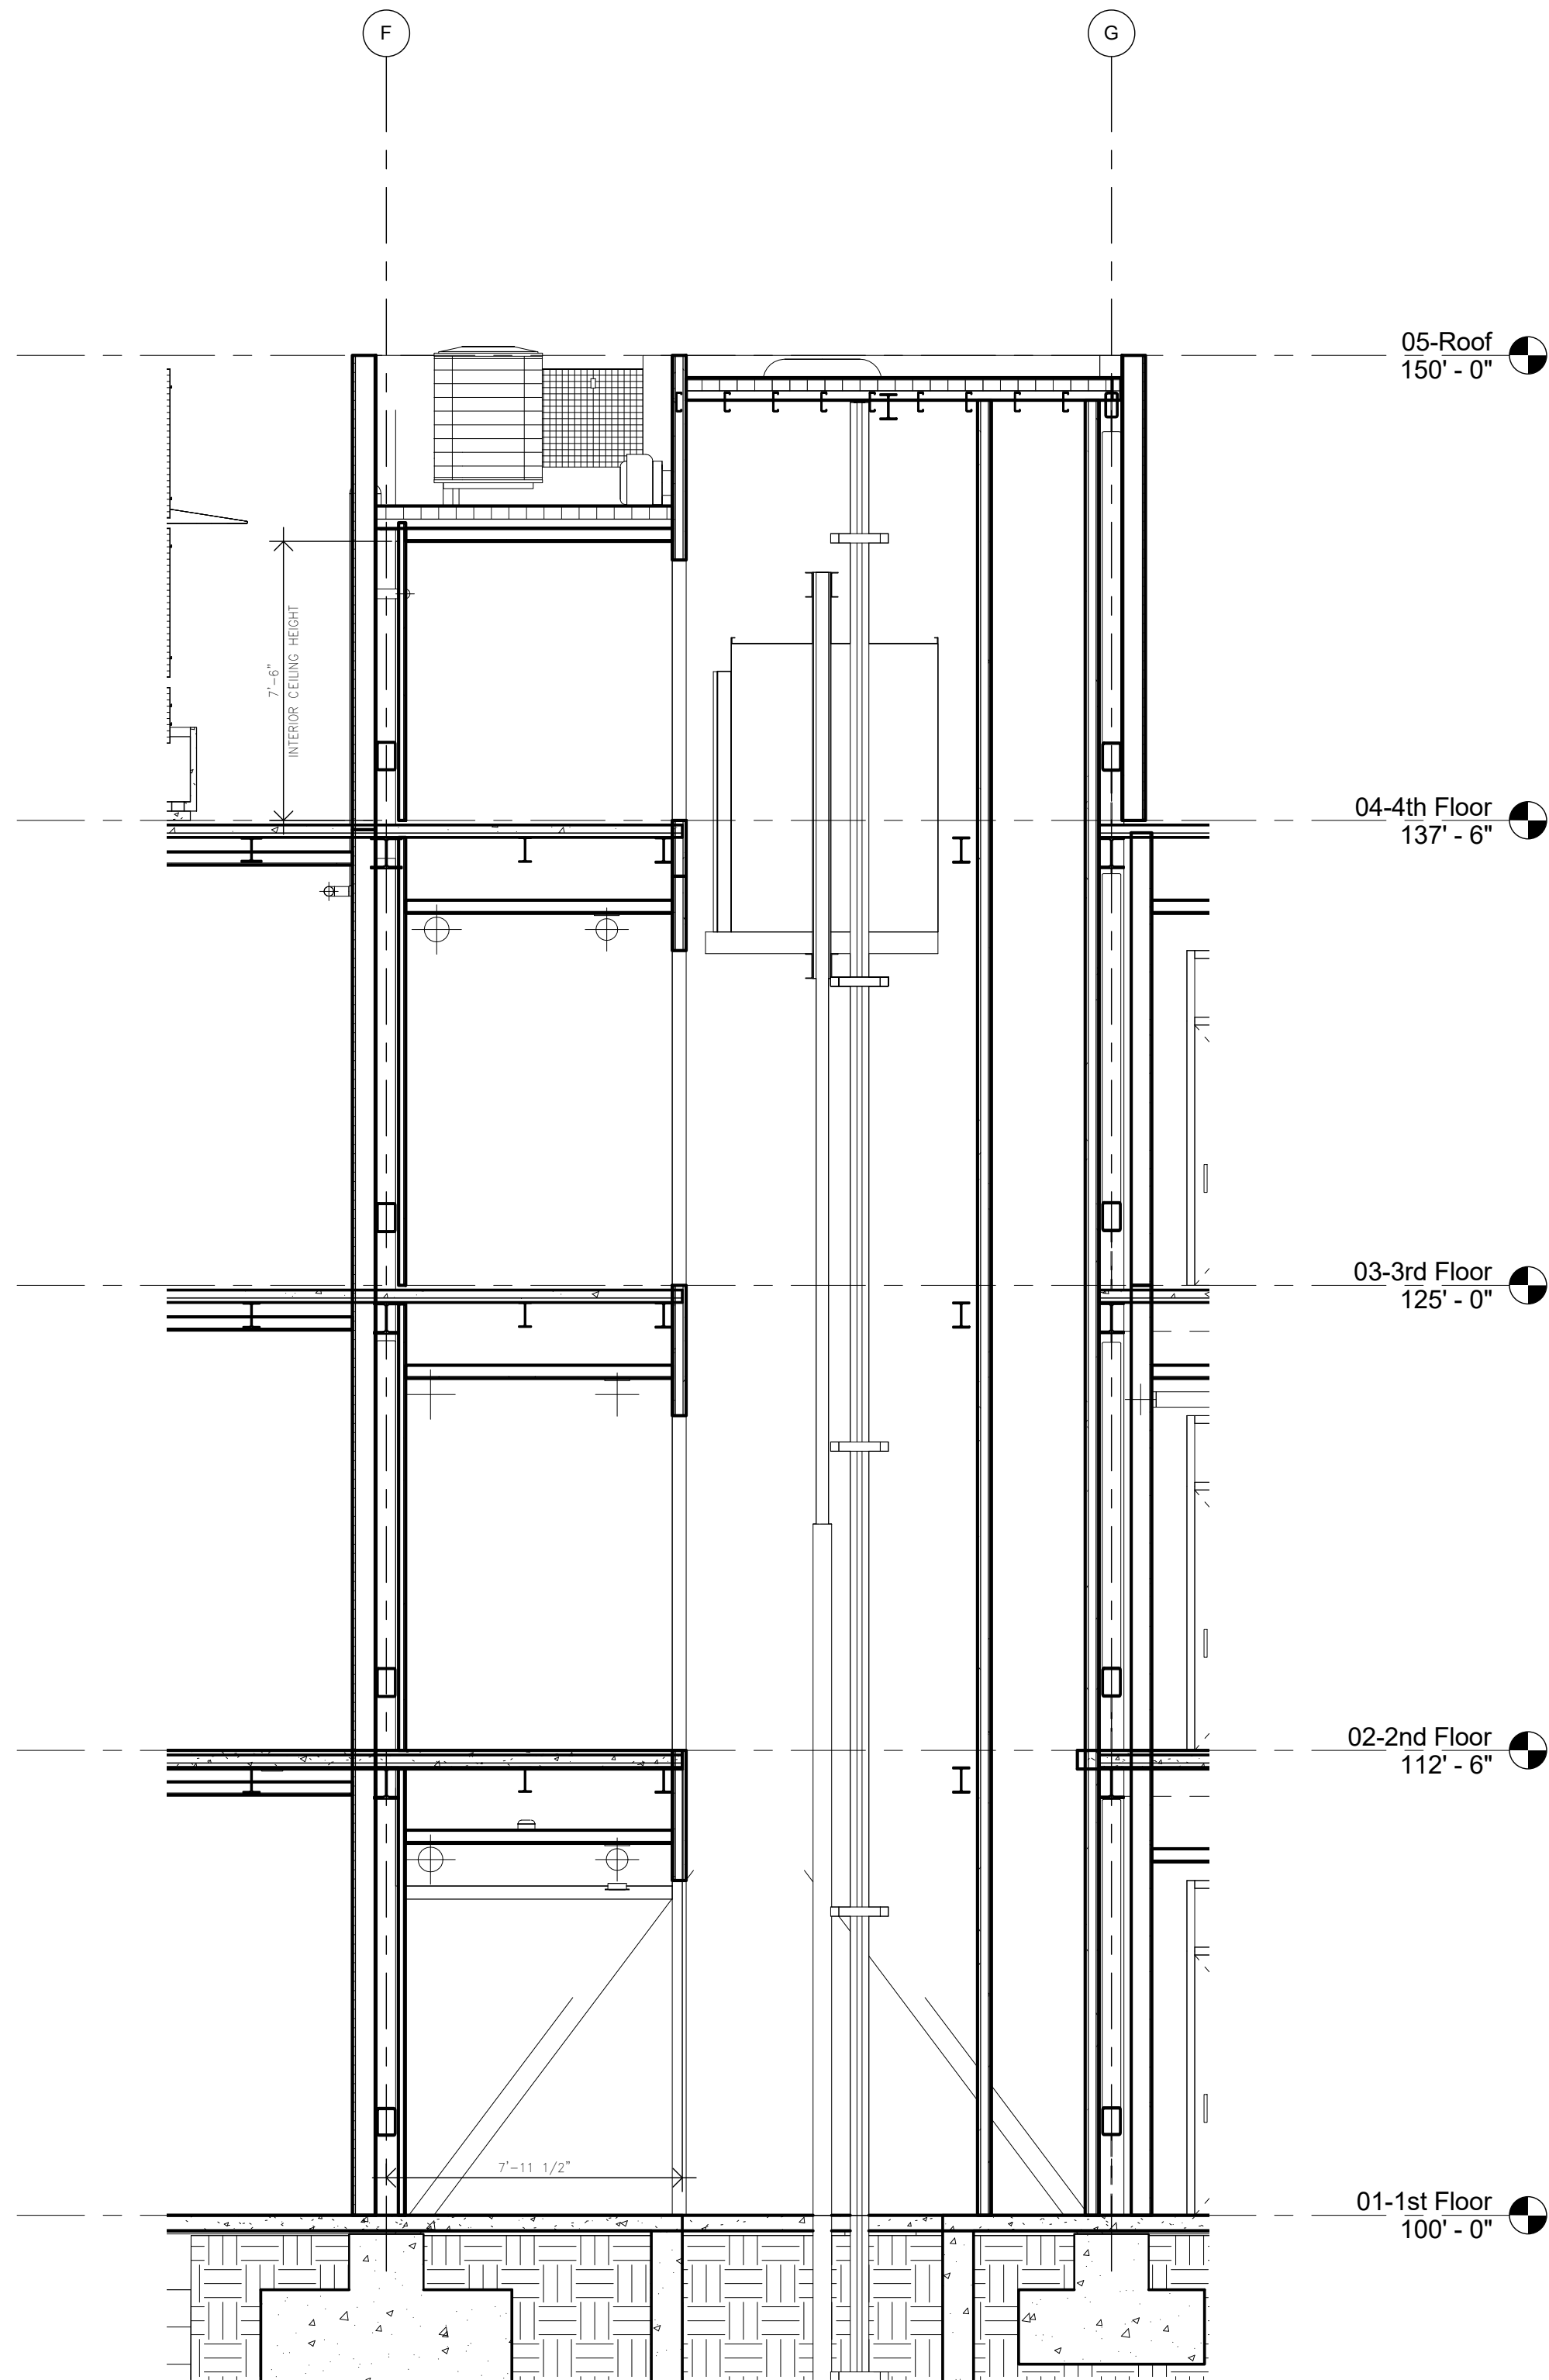 F
G
05-Roof
150' - 0"
7'-6"
INTERIOR CEILING HEIGHT
04-4th Floor
137' - 6"
03-3rd Floor
125' - 0"
02-2nd Floor
112' - 6"
7'-11 1/2"
01-1st Floor
100' - 0"